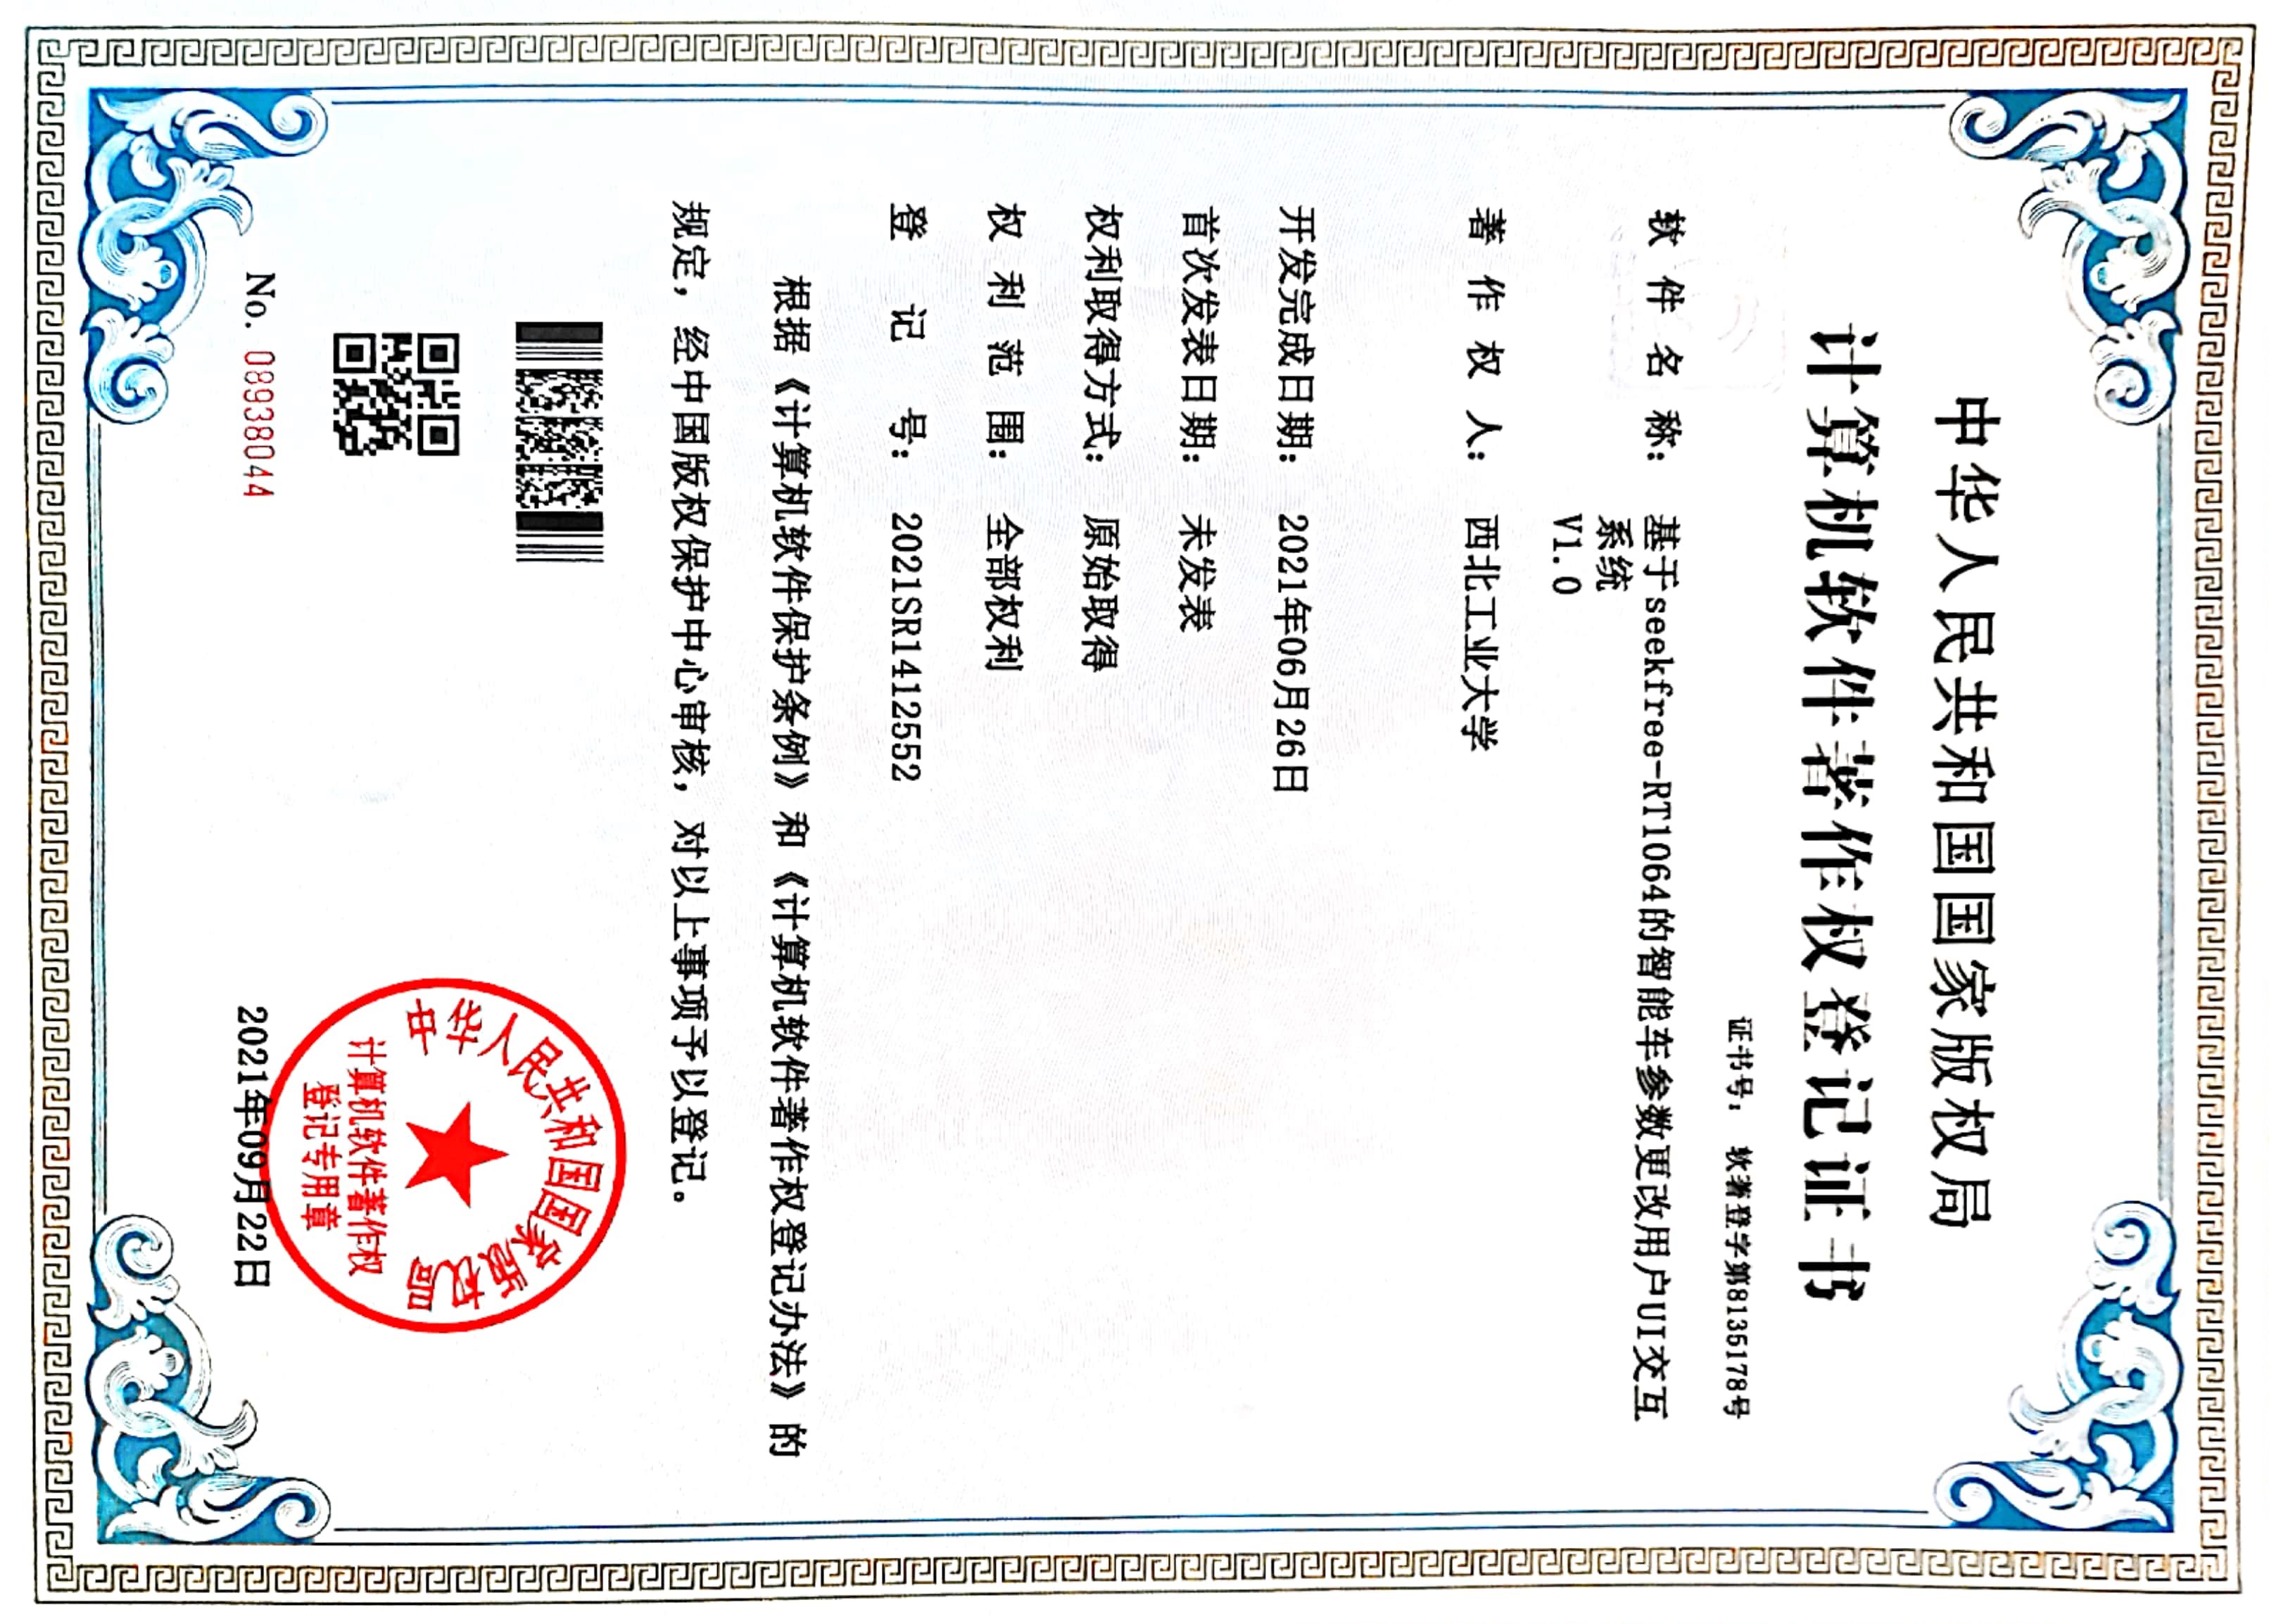 中华人民共和国国家版权局
计算机软件著作权登记证书
证书号： 软著登字第8135178号
软件名称： 基于seekfree-RT1064的智能车参数更改用户UI交互
系统
V1.0
著作权人： 西北工业大学
开发完成日期： 2021年06月26日
首次发表日期： 未发表
权利取得方式： 原始取得
权利范围： 全部权利
登记号： 2021SR1412552
根据《计算机软件保护条例》和《计算机软件著作权登记办法》的
规定，经中国版权保护中心审核，对以上事项予以登记。
中华人民共和国国家版权局
计算机软件著作权
登记专用章
No. 08938044
2021年09月22日